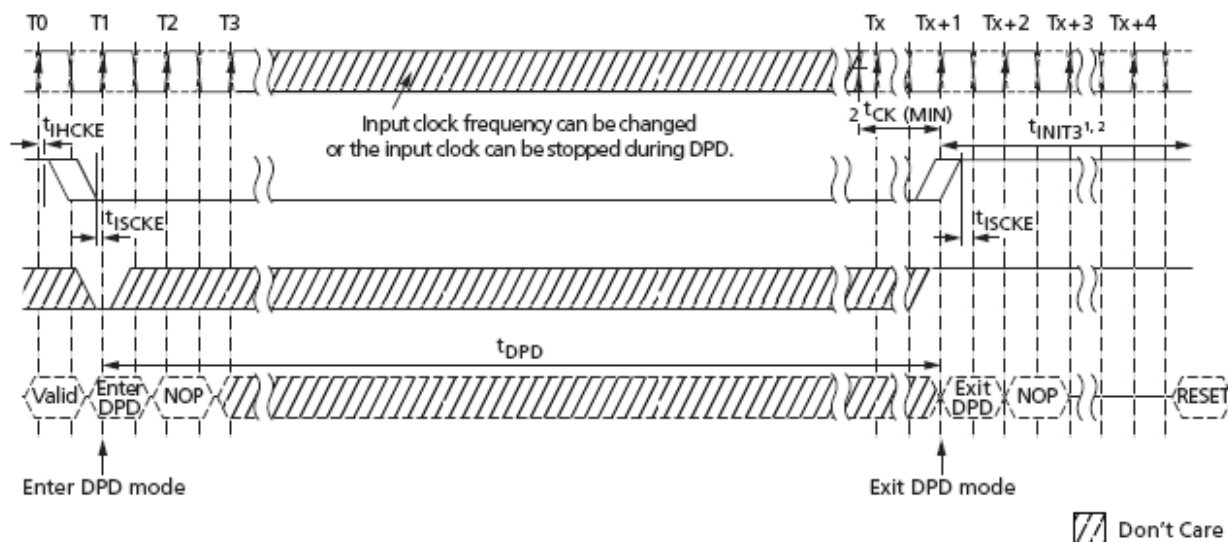 T0 T1 T2 T3 Tx Tx+1 Tx+2 Tx+3 Tx+4
2 tCK (MIN)
tIHCKE
Input clock frequency can be changed
or the input clock can be stopped during DPD.
tINIT3 1, 2
tISCKE
tISCKE
tDPD
Valid Enter DPD NOP Exit DPD NOP RESET
Enter DPD mode Exit DPD mode
Don't Care